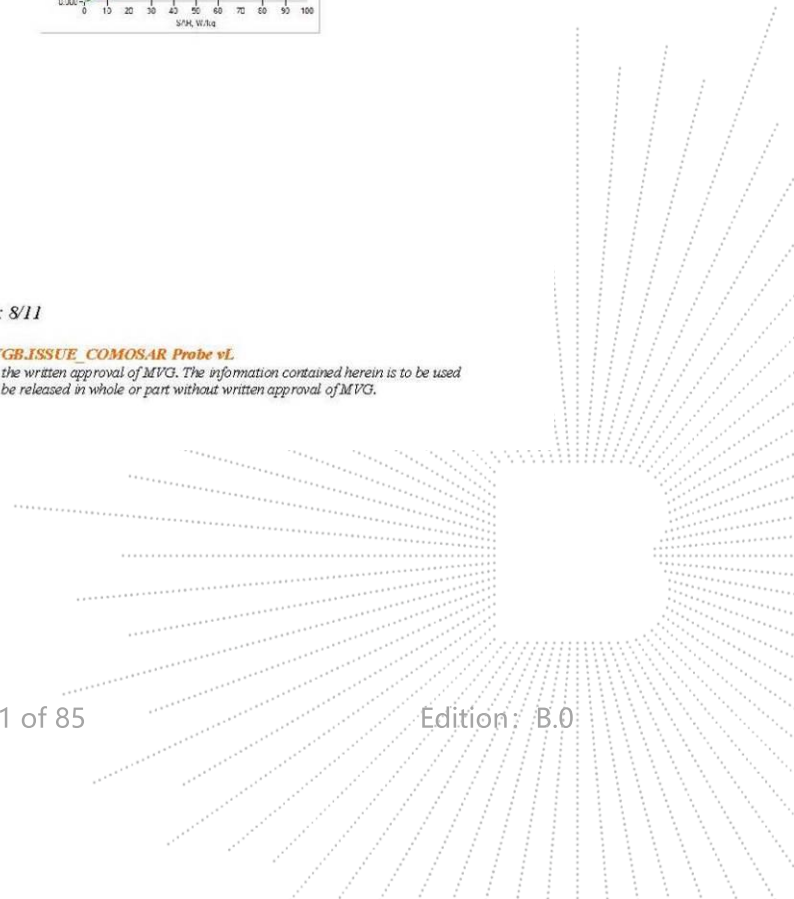 0.000
0 10 20 30 40 50 60 70 80 90 100
SAR, W/kg
: 8/11
GB.ISSUE_COMOSAR Probe vL
the written approval of MVG. The information contained herein is to be used
be released in whole or part without written approval of MVG.
1 of 85 Edition: B.0